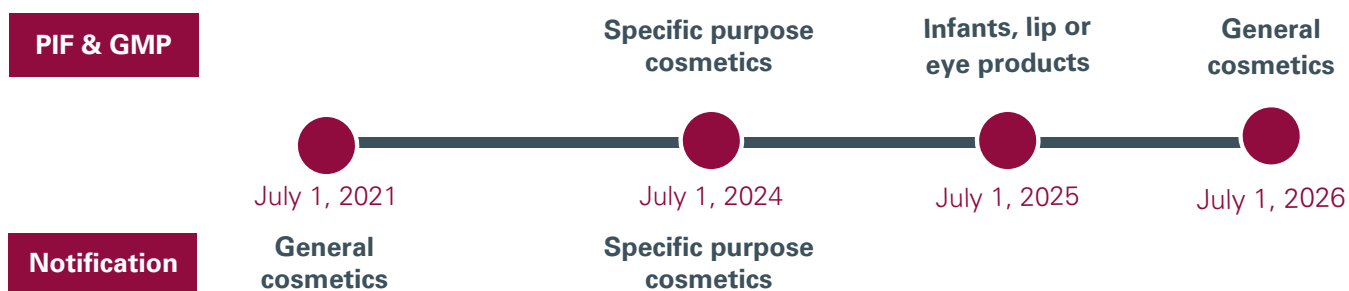 PIF & GMP
Specific purpose
cosmetics
Infants, lip or
eye products
General
cosmetics
July 1, 2021
July 1, 2024
July 1, 2025
July 1, 2026
Notification
General
cosmetics
Specific purpose
cosmetics